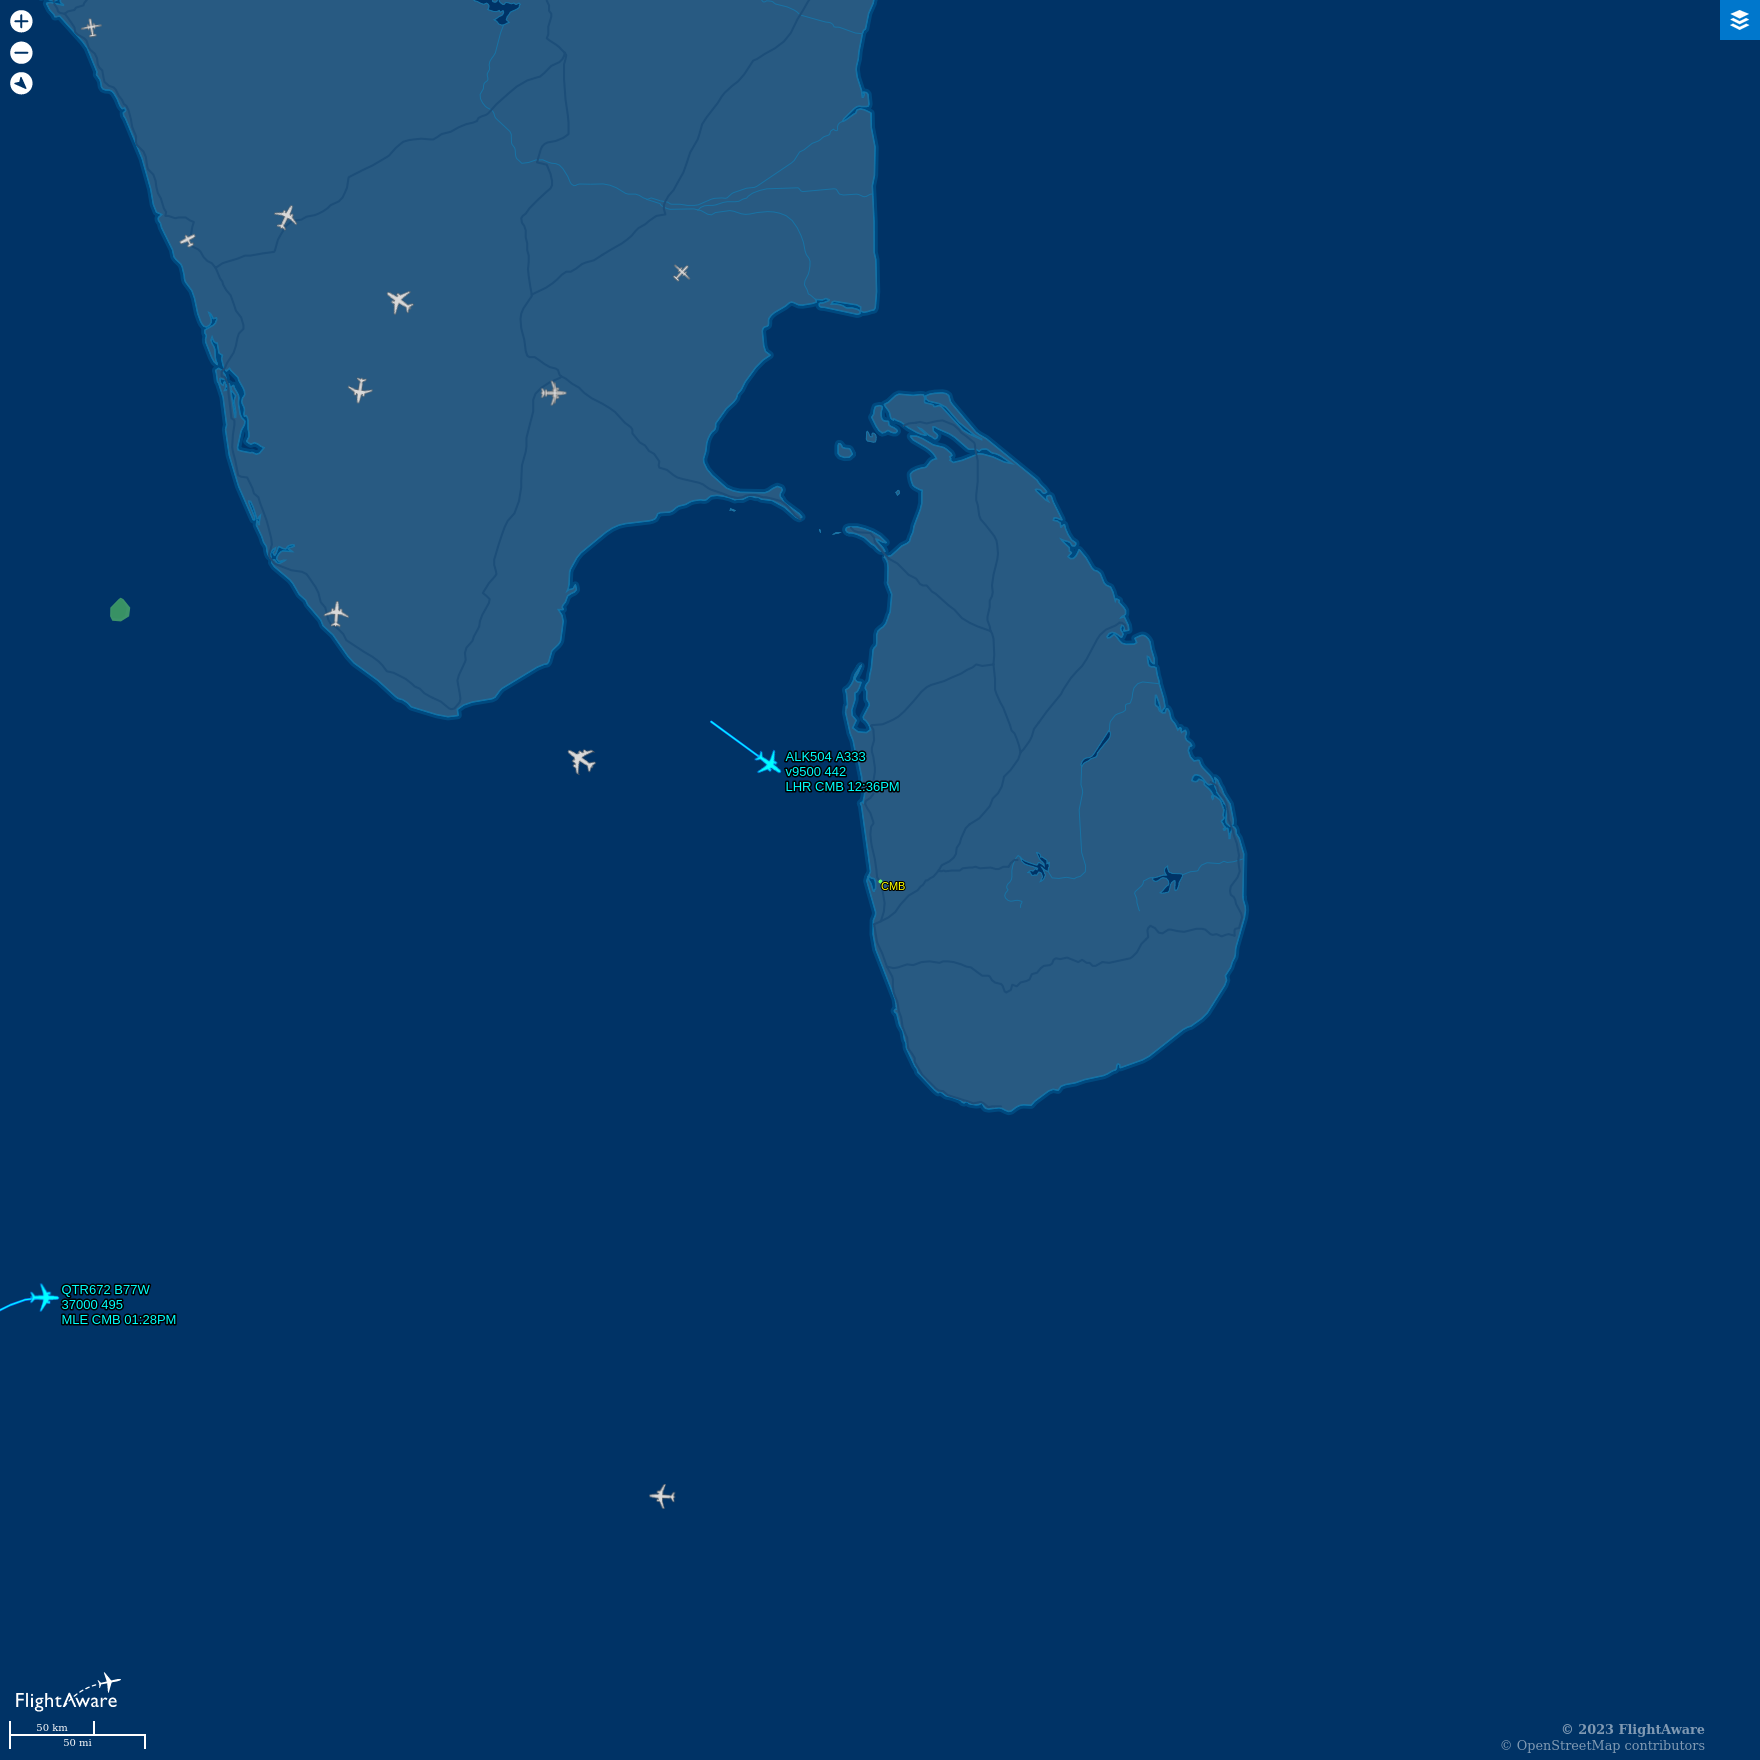 ALK504 A333
v9500 442
LHR CMB 12:36PM
CMB
QTR672 B77W
37000 495
MLE CMB 01:28PM
FlightAware
50 km
50 mi
© 2023 FlightAware
© OpenStreetMap contributors